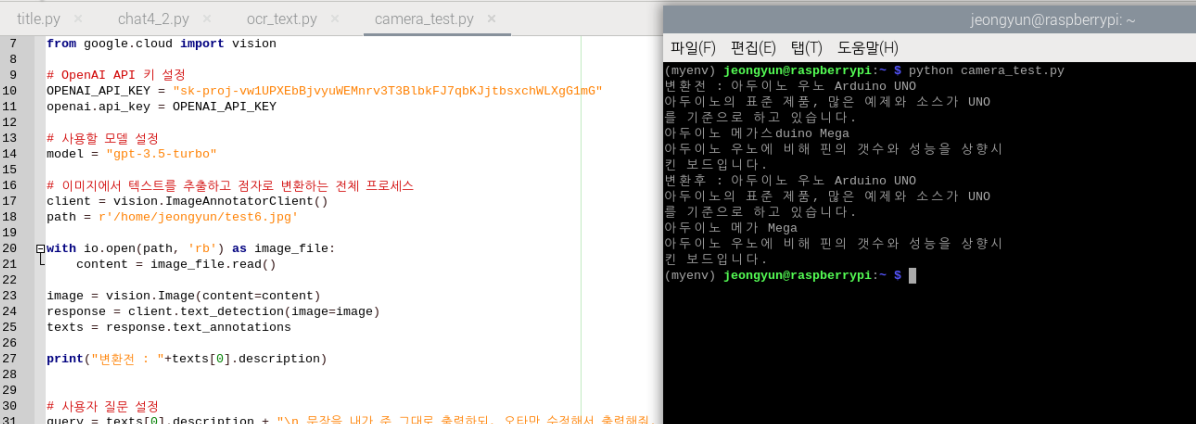 title.py × chat4_2.py × ocr_text.py × camera_test.py ×
7 from google.cloud import vision
8
9 # OpenAI API 키 설정
10 OPENAI_API_KEY = "sk-proj-vw1UPXEbBjvyuWEMnrv3T3BlbkFJ7qbKJjtbsxchWLXgG1mG"
11 openai.api_key = OPENAI_API_KEY
12
13 # 사용할 모델 설정
14 model = "gpt-3.5-turbo"
15
16 # 이미지에서 텍스트를 추출하고 점자로 변환하는 전체 프로세스
17 client = vision.ImageAnnotatorClient()
18 path = r'/home/jeongyun/test6.jpg'
19
20 with io.open(path, 'rb') as image_file:
21 content = image_file.read()
22
23 image = vision.Image(content=content)
24 response = client.text_detection(image=image)
25 texts = response.text_annotations
26
27 print("변환전 : "+texts[0].description)
28
29
30 # 사용자 질문 설정
31 query = texts[0].description + "\n 문장을 내가 준 그대로 출력하되, 오타만 수정해서 출력해줘.
jeongyun@raspberrypi: ~
파일(F) 편집(E) 탭(T) 도움말(H)
(myenv) jeongyun@raspberrypi:~ $ python camera_test.py
변환전 : 아두이노 우노 Arduino UNO
아두이노의 표준 제품, 많은 예제와 소스가 UNO
를 기준으로 하고 있습니다.
아두이노 메가스duino Mega
아두이노 우노에 비해 핀의 갯수와 성능을 상향시
킨 보드입니다.
변환후 : 아두이노 우노 Arduino UNO
아두이노의 표준 제품, 많은 예제와 소스가 UNO
를 기준으로 하고 있습니다.
아두이노 메가 Mega
아두이노 우노에 비해 핀의 갯수와 성능을 상향시
킨 보드입니다.
(myenv) jeongyun@raspberrypi:~ $